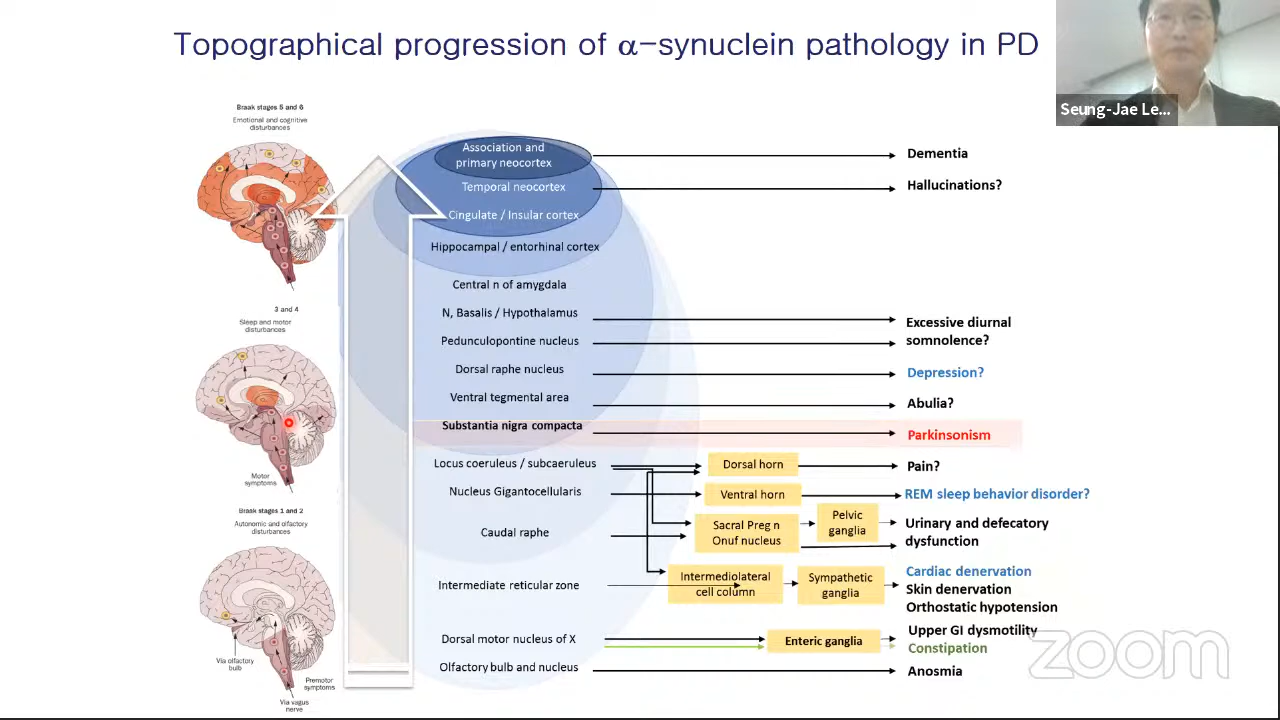 Topographical progression of α-synuclein pathology in PD
Seung-Jae Le...
Braak stages 5 and 6
Emotional and cognitive
disturbances
3 and 4
Sleep and motor
disturbances
Motor
symptoms
Braak stages 1 and 2
Autonomic and olfactory
disturbances
Via olfactory
bulb
Premotor
symptoms
Via vagus
nerve
Association and
primary neocortex
Dementia
Temporal neocortex
Hallucinations?
Cingulate / Insular cortex
Hippocampal / entorhinal cortex
Central n of amygdala
N, Basalis / Hypothalamus
Excessive diurnal
somnolence?
Pedunculopontine nucleus
Dorsal raphe nucleus
Depression?
Ventral tegmental area
Abulia?
Substantia nigra compacta
Parkinsonism
Locus coeruleus / subcaeruleus
Dorsal horn
Pain?
Nucleus Gigantocellularis
Ventral horn
REM sleep behavior disorder?
Caudal raphe
Sacral Preg n
Onuf nucleus
Pelvic
ganglia
Urinary and defecatory
dysfunction
Intermediate reticular zone
Intermediolateral
cell column
Sympathetic
ganglia
Cardiac denervation
Skin denervation
Orthostatic hypotension
Dorsal motor nucleus of X
Enteric ganglia
Upper GI dysmotility
Constipation
Olfactory bulb and nucleus
Anosmia
zoom